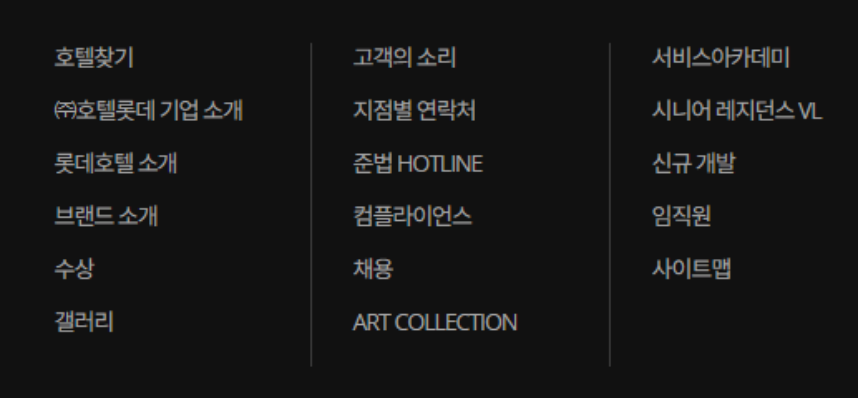 호텔찾기
㈜호텔롯데 기업 소개
롯데호텔 소개
브랜드 소개
수상
갤러리
고객의 소리
지점별 연락처
준법 HOTLINE
컴플라이언스
채용
ART COLLECTION
서비스아카데미
시니어 레지던스 VL
신규 개발
임직원
사이트맵